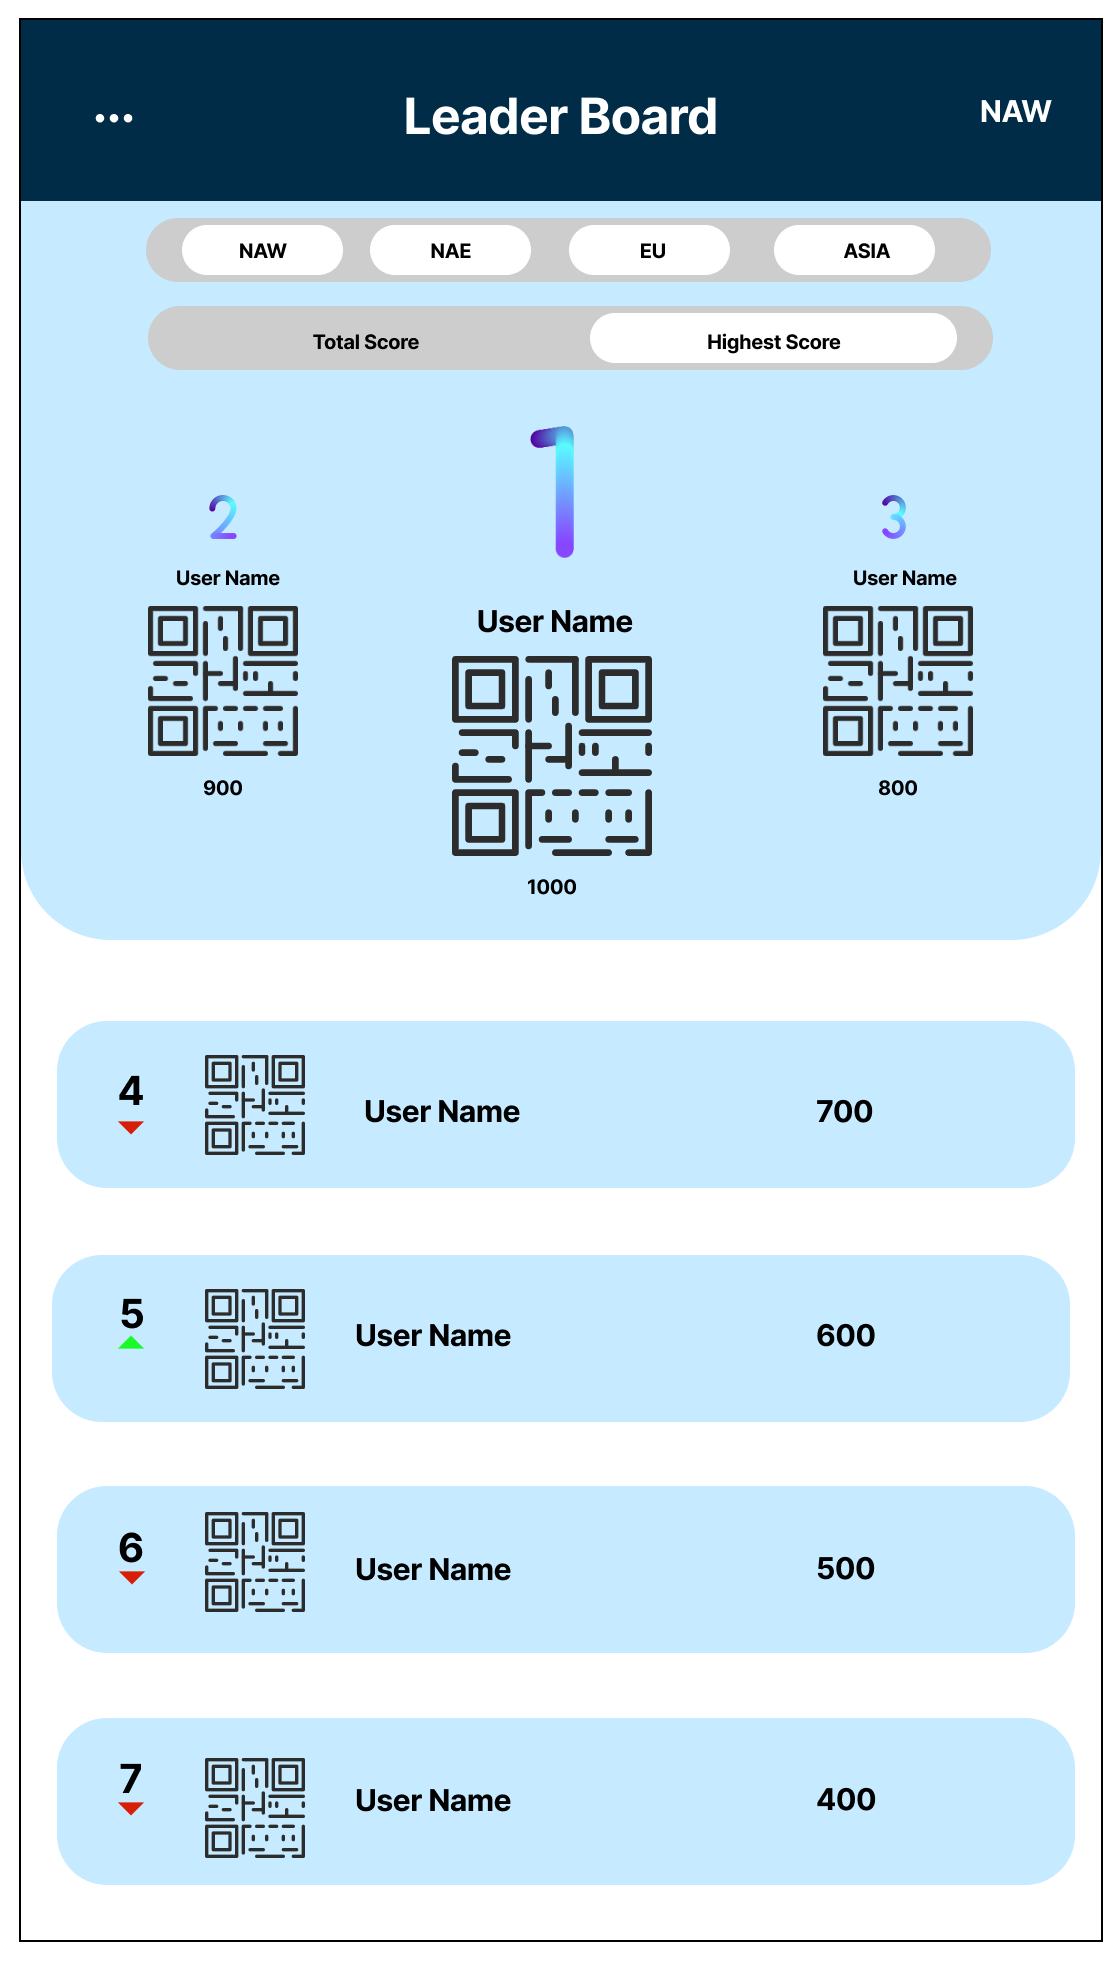 ...
Leader Board
NAW
NAW NAE EU ASIA
Total Score Highest Score
1
2
3
User Name
User Name
User Name
900
800
1000
4
User Name
700
5
User Name
600
6
User Name
500
7
User Name
400